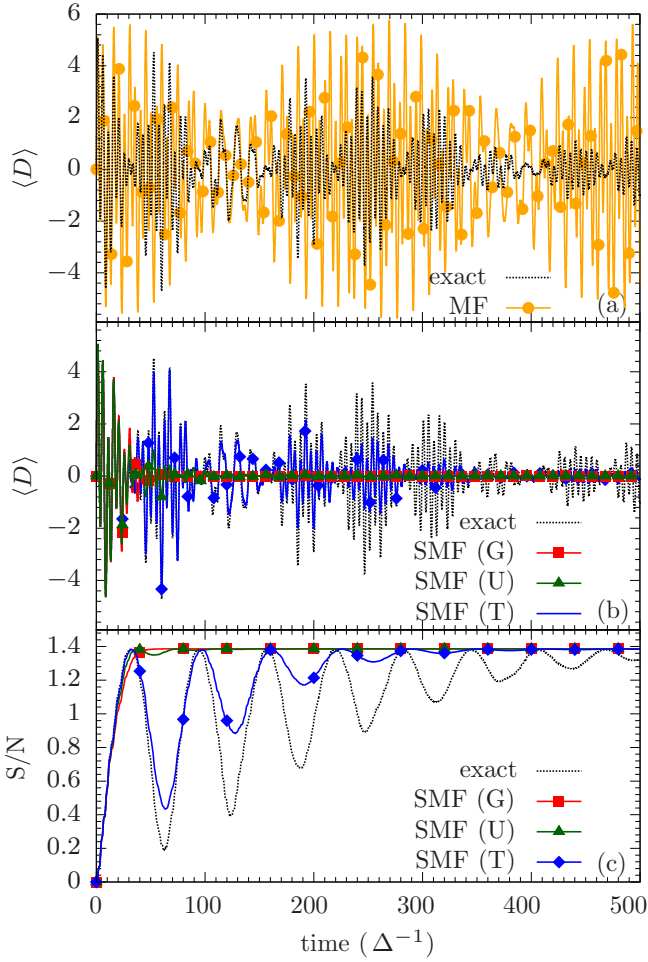 6
4
2
0
−2
−4
⟨D⟩
exact
MF
(a)
4
2
0
−2
−4
⟨D⟩
exact
SMF (G)
SMF (U)
SMF (T)
(b)
1.4
1.2
1
0.8
0.6
0.4
0.2
0
S/N
exact
SMF (G)
SMF (U)
SMF (T)
(c)
0 100 200 300 400 500
time (Δ⁻¹)